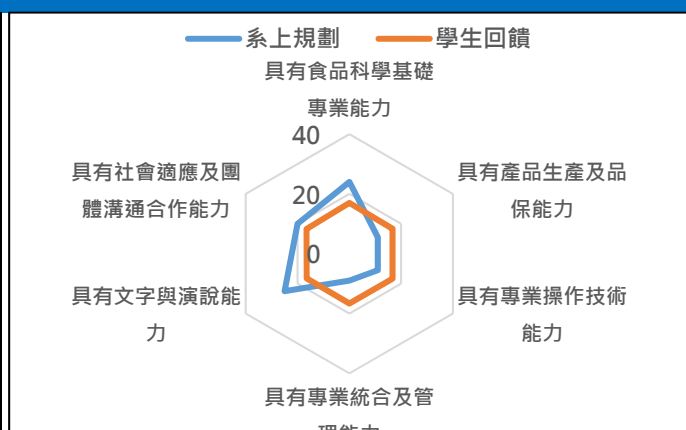 系上規劃 學生回饋
具有食品科學基礎
專業能力
40
20
0
具有產品生產及品
保能力
具有專業操作技術
能力
具有專業統合及管
理能力
具有文字與演說能
力
具有社會適應及團
體溝通合作能力